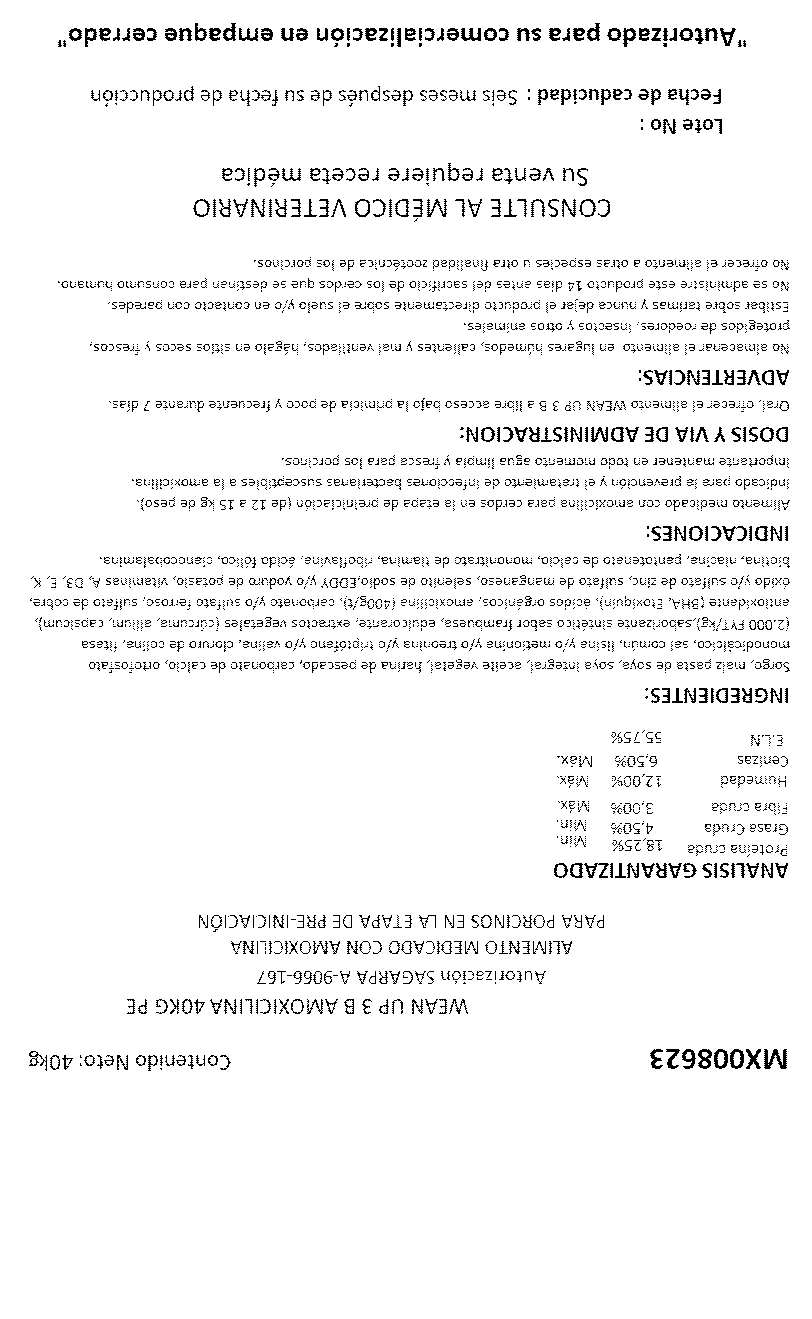 MX008623 Contenido Neto: 40kg
WEAN UP 3 B AMOXICILINA 40KG PE
Autorización SAGARPA A-9066-167
ALIMENTO MEDICADO CON AMOXICILINA
PARA PORCINOS EN LA ETAPA DE PRE-INICIACIÓN
ANALISIS GARANTIZADO
Proteína cruda 18,25% Mín.
Grasa Cruda 4,50% Mín.
Fibra cruda 3,00% Máx.
Humedad 12,00% Máx.
Cenizas 6,50% Máx.
E.L.N 55,75%
INGREDIENTES:
Sorgo, maíz pasta de soya, soya integral, aceite vegetal, harina de pescado, carbonato de calcio, ortofosfato
monodicálcico, sal común, lisina y/o metionina y/o treonina y/o triptófano y/o valina, cloruro de colina, fitasa
(2,000 FYT/kg),saborizante sintético sabor frambuesa, edulcorante, extractos vegetales (cúrcuma, allium, capsicum),
antioxidante (BHA, Etoxiquin), ácidos orgánicos, amoxicilina (400g/t), carbonato y/o sulfato ferroso, sulfato de cobre,
óxido y/o sulfato de zinc, sulfato de manganeso, selenito de sodio,EDDY y/o yoduro de potasio, vitaminas A, D3, E, K,
biotina, niacina, pantotenato de calcio, mononitrato de tiamina, riboflavina, ácido fólico, cianocobalamina.
INDICACIONES:
Alimento medicado con amoxicilina para cerdos en la etapa de preiniciación (de 12 a 15 kg de peso).
Indicado para la prevención y el tratamiento de infecciones bacterianas susceptibles a la amoxicilina.
Importante mantener en todo momento agua limpia y fresca para los porcinos.
DOSIS Y VIA DE ADMINISTRACION:
Oral, ofrecer el alimento WEAN UP 3 B a libre acceso bajo la primicia de poco y frecuente durante 7 días.
ADVERTENCIAS:
No almacenar el alimento en lugares húmedos, calientes y mal ventilados, hágalo en sitios secos y frescos,
protegidos de roedores, insectos y otros animales.
Estibar sobre tarimas y nunca dejar el producto directamente sobre el suelo y/o en contacto con paredes.
No se administre este producto 14 días antes del sacrificio de los cerdos que se destinan para consumo humano.
No ofrecer el alimento a otras especies u otra finalidad zootécnica de los porcinos.
CONSULTE AL MÉDICO VETERINARIO
Su venta requiere receta médica
Lote No :
Fecha de caducidad : Seis meses después de su fecha de producción
"Autorizado para su comercialización en empaque cerrado"